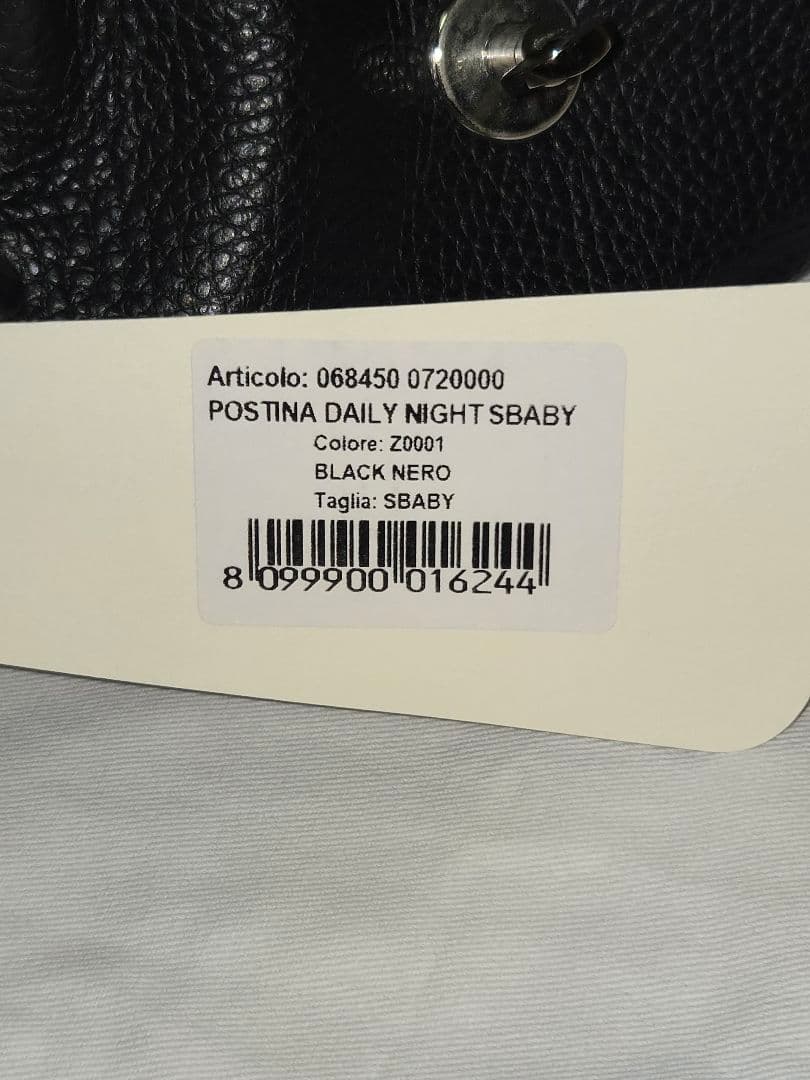 Articolo: 068450 0720000
POSTINA DAILY NIGHT SBABY
Colore: Z0001
BLACK NERO
Taglia: SBABY
8 099900 016244